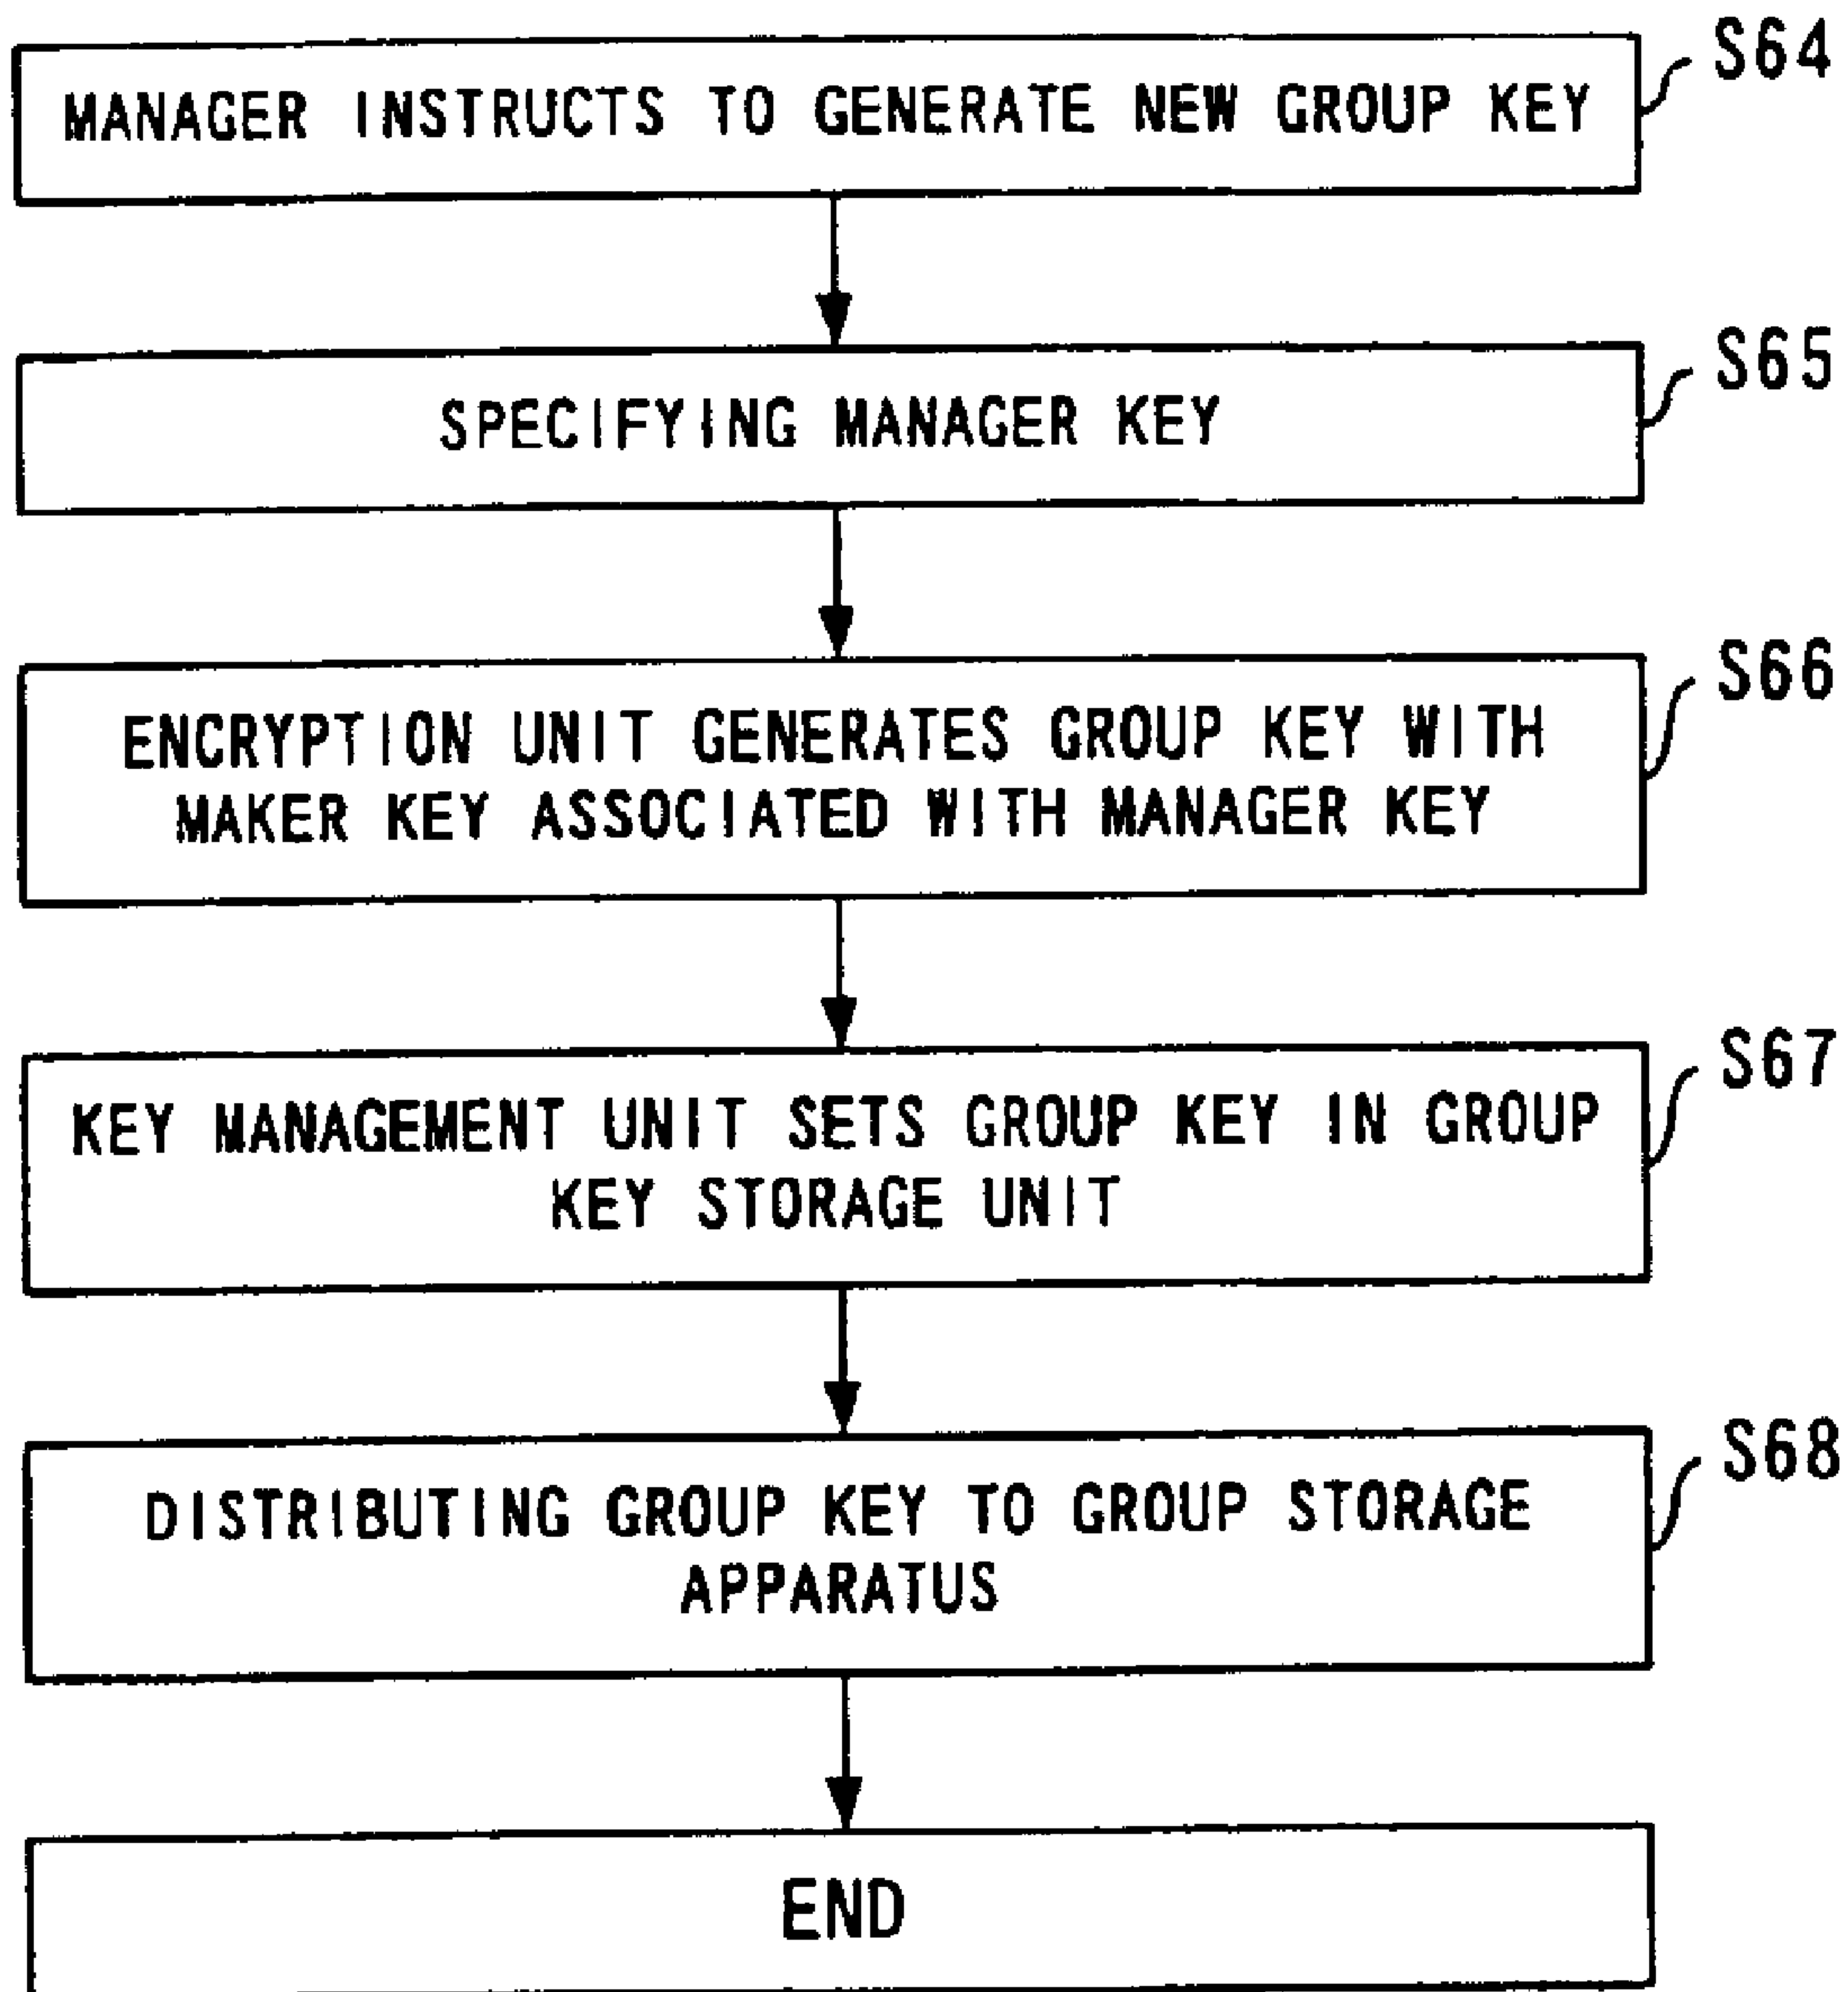 S64
MANAGER INSTRUCTS TO GENERATE NEW GROUP KEY
S65
SPECIFYING MANAGER KEY
S66
ENCRYPTION UNIT GENERATES GROUP KEY WITH
MAKER KEY ASSOCIATED WITH MANAGER KEY
S67
KEY MANAGEMENT UNIT SETS GROUP KEY IN GROUP
KEY STORAGE UNIT
S68
DISTRIBUTING GROUP KEY TO GROUP STORAGE
APPARATUS
END